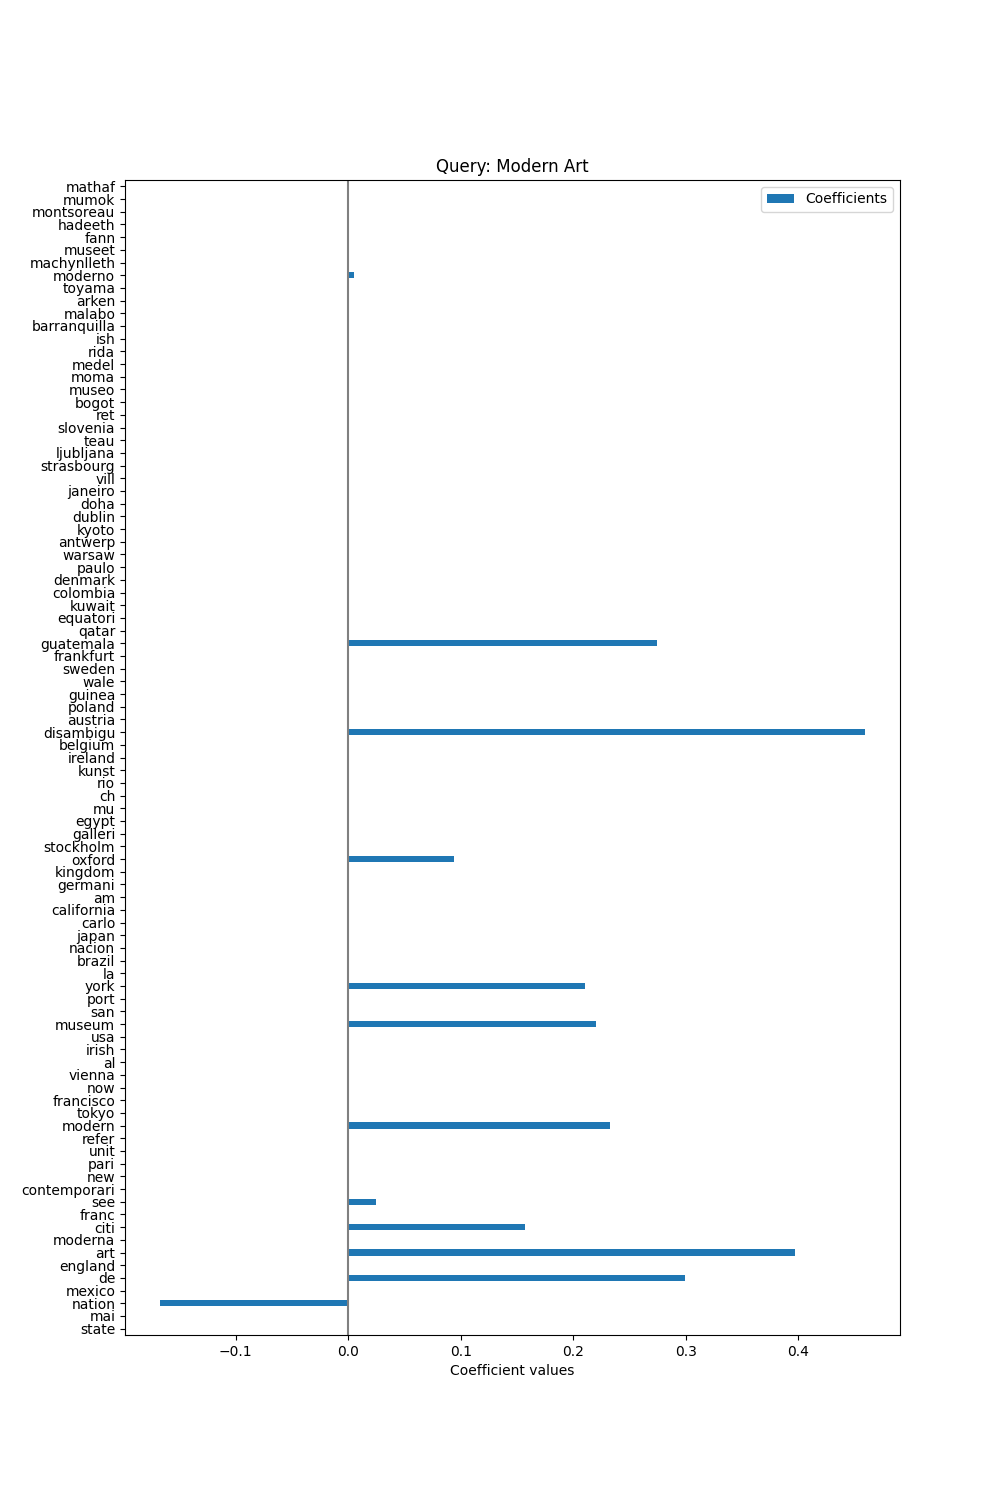 Query: Modern Art
Coefficients
mathaf
mumok
montsoreau
hadeeth
fann
museet
machynlleth
moderno
toyama
arken
malabo
barranquilla
ish
rida
medel
moma
museo
bogot
ret
slovenia
teau
ljubljana
strasbourg
vill
janeiro
doha
dublin
kyoto
antwerp
warsaw
paulo
denmark
colombia
kuwait
equatori
qatar
guatemala
frankfurt
sweden
wale
guinea
poland
austria
disambigu
belgium
ireland
kunst
rio
ch
mu
egypt
galleri
stockholm
oxford
kingdom
germani
am
california
carlo
japan
nacion
brazil
la
york
port
san
museum
usa
irish
al
vienna
now
francisco
tokyo
modern
refer
unit
pari
new
contemporari
see
franc
citi
moderna
art
england
de
mexico
nation
mai
state
−0.1 0.0 0.1 0.2 0.3 0.4
Coefficient values